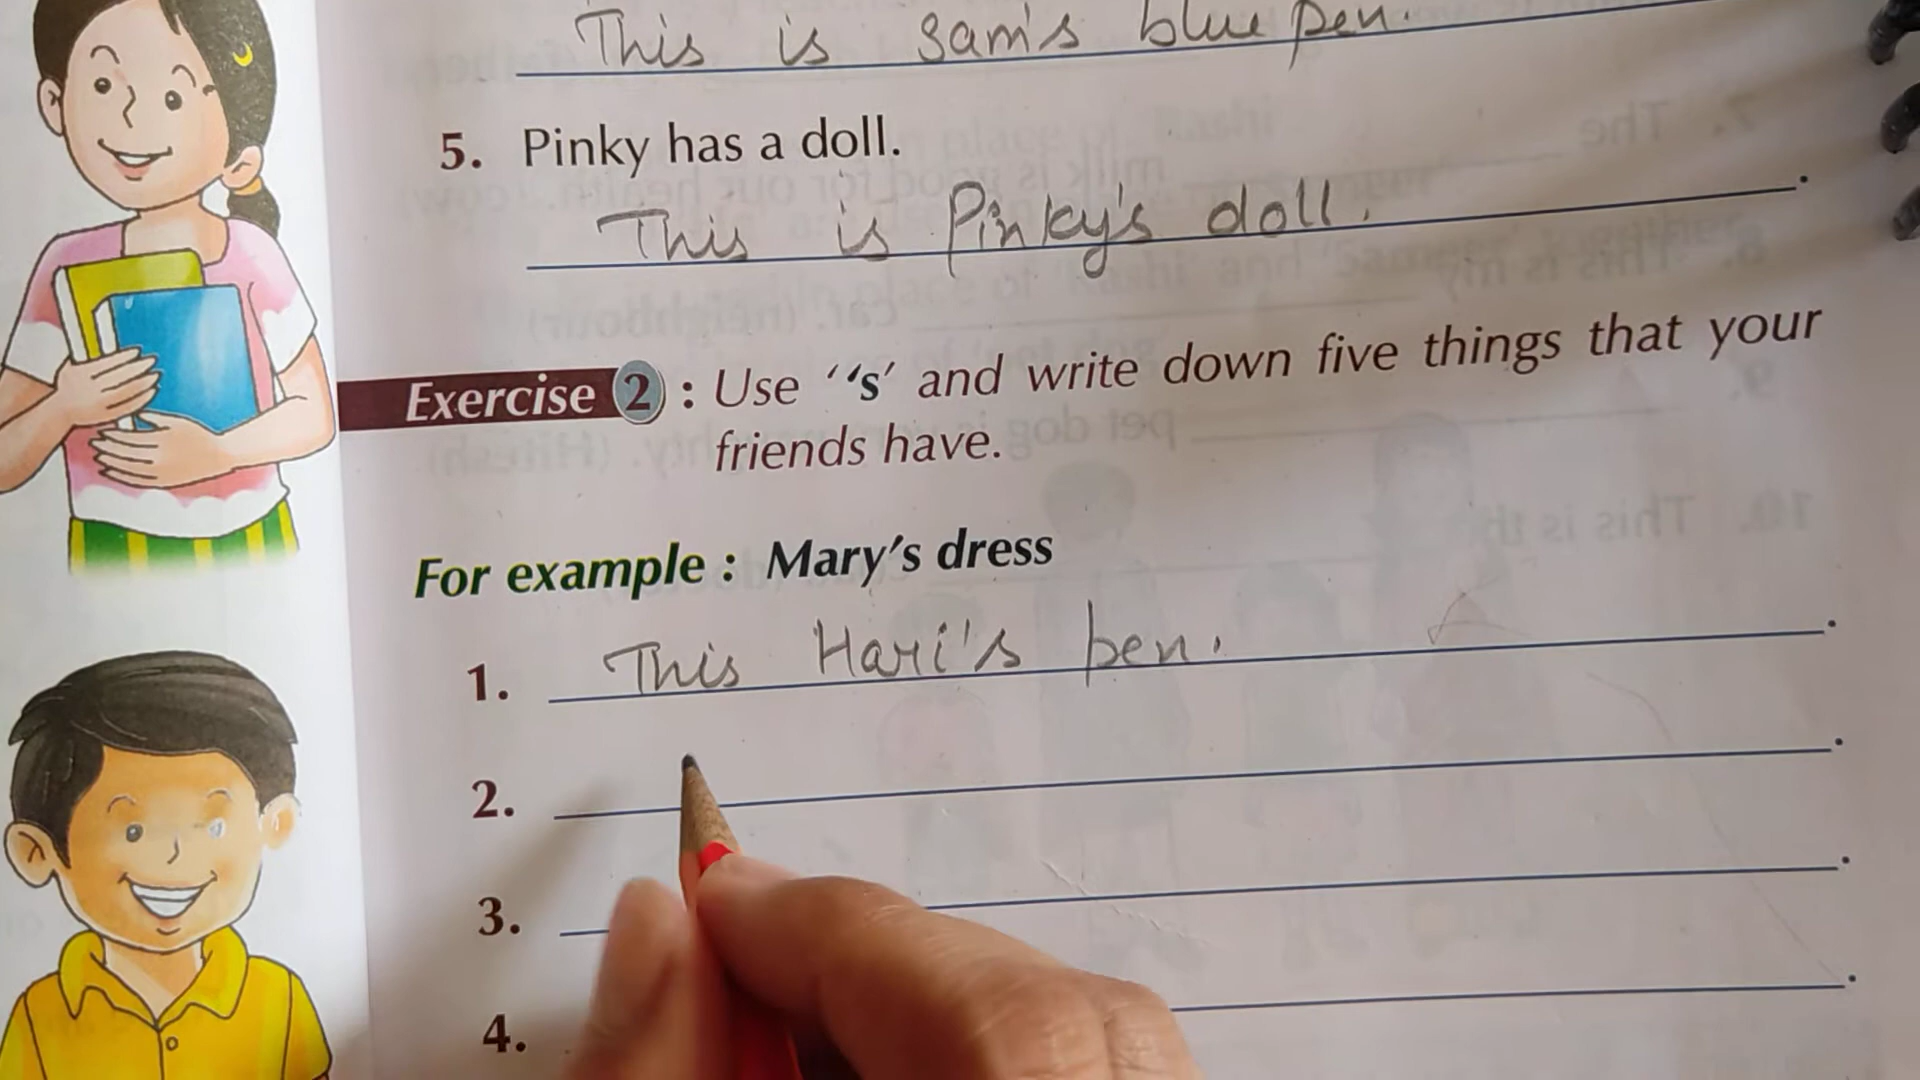 This is Sam's blue pen.
5. Pinky has a doll.
This is Pinky's doll.
Exercise 2 : Use ‘'s’ and write down five things that your
friends have.
For example : Mary's dress
1. This Hari's pen.
2.
3.
4.